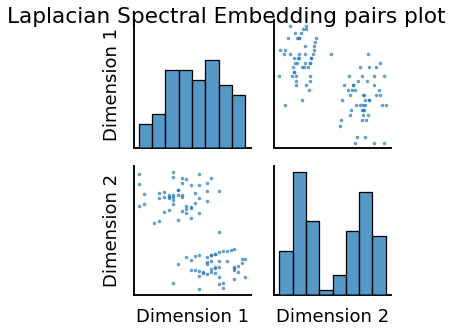 Laplacian Spectral Embedding pairs plot
Dimension 1
Dimension 2
Dimension 1
Dimension 2